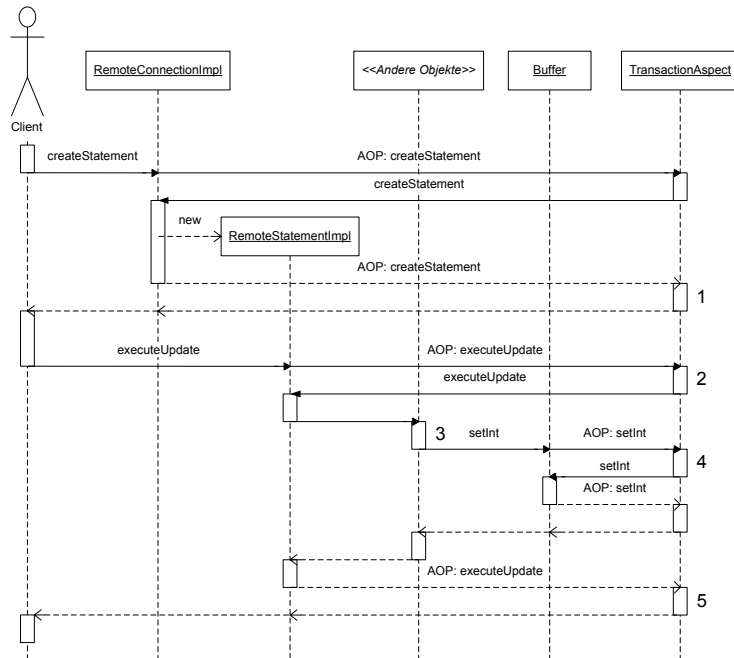 RemoteConnectionImpl
<<Andere Objekte>>
Buffer
TransactionAspect
Client
createStatement
AOP: createStatement
createStatement
new
RemoteStatementImpl
AOP: createStatement
1
executeUpdate
AOP: executeUpdate
executeUpdate
2
3
setInt
AOP: setInt
setInt
4
AOP: setInt
AOP: executeUpdate
5